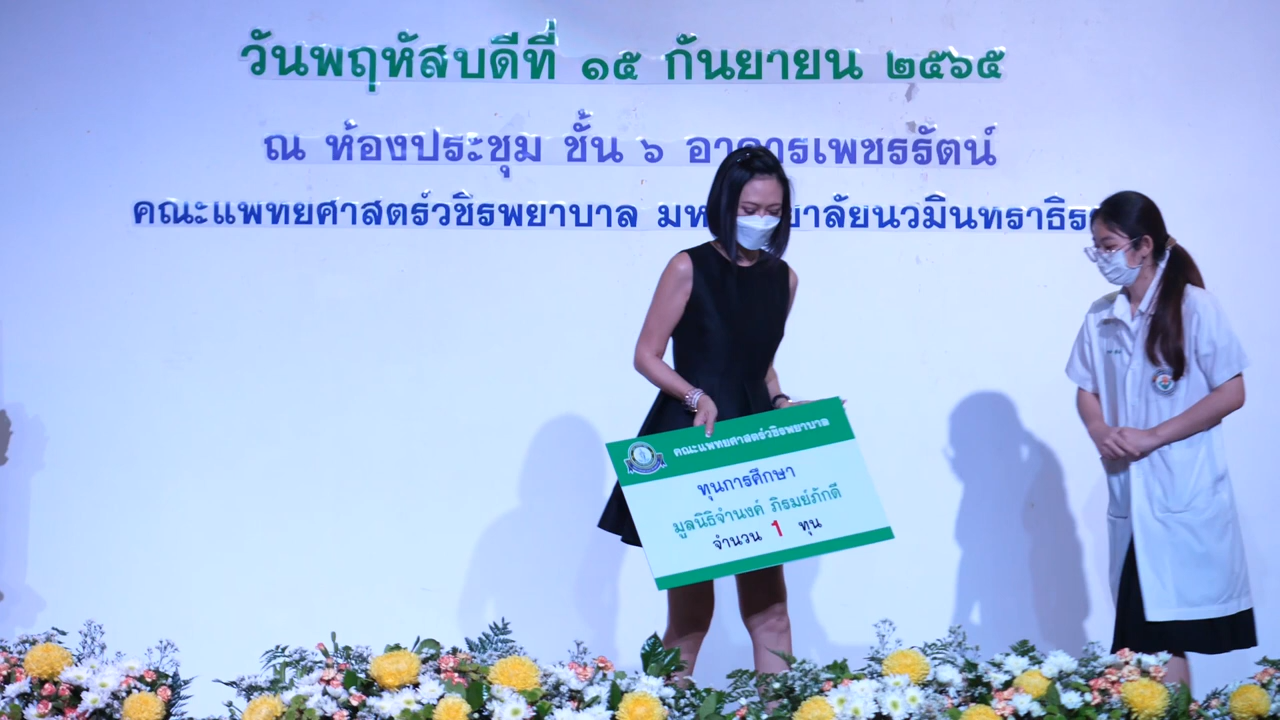 วันพฤหัสบดีที่ ๑๕ กันยายน ๒๕๖๕
ณ ห้องประชุม ชั้น ๖ อาคารเพชรรัตน์
คณะแพทยศาสตร์วชิรพยาบาล
คณะแพทยศาสตร์วชิรพยาบาล
ทุนการศึกษา
มูลนิธิจำนงค์ ภิรมย์ภักดี
จำนวน 1 ทุน